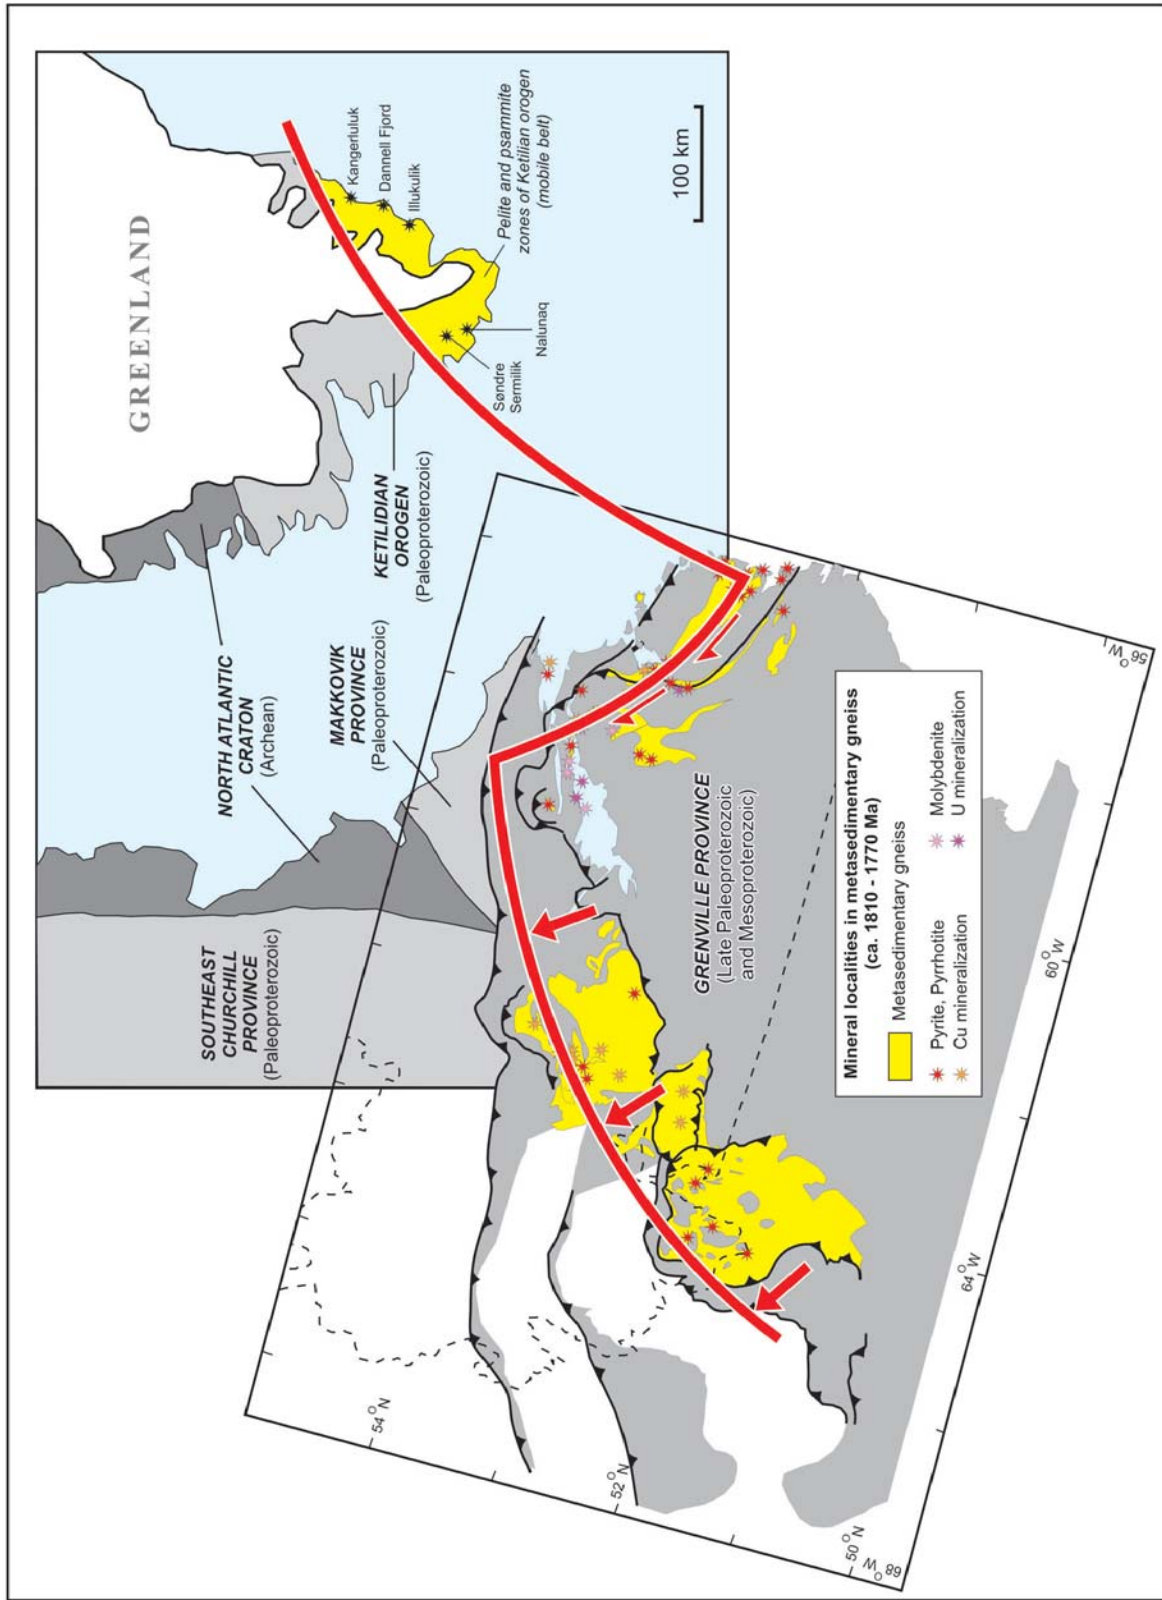 GREENLAND
Kangerluluk
Dannell Fjord
Illukulik
Pelite and psammite
zones of Ketilian orogen
(mobile belt)
Nalunaq
Søndre
Sermilik
100 km
KETILIDIAN
OROGEN
(Paleoproterozoic)
NORTH ATLANTIC
CRATON
(Archean)
MAKKOVIK
PROVINCE
(Paleoproterozoic)
SOUTHEAST
CHURCHILL
PROVINCE
(Paleoproterozoic)
GRENVILLE PROVINCE
(Late Paleoproterozoic
and Mesoproterozoic)
Mineral localities in metasedimentary gneiss
(ca. 1810 - 1770 Ma)
Metasedimentary gneiss
Pyrite, Pyrrhotite
Molybdenite
Cu mineralization
U mineralization
54°N
52°N
50°N
68°W
64°W
60°W
56°W